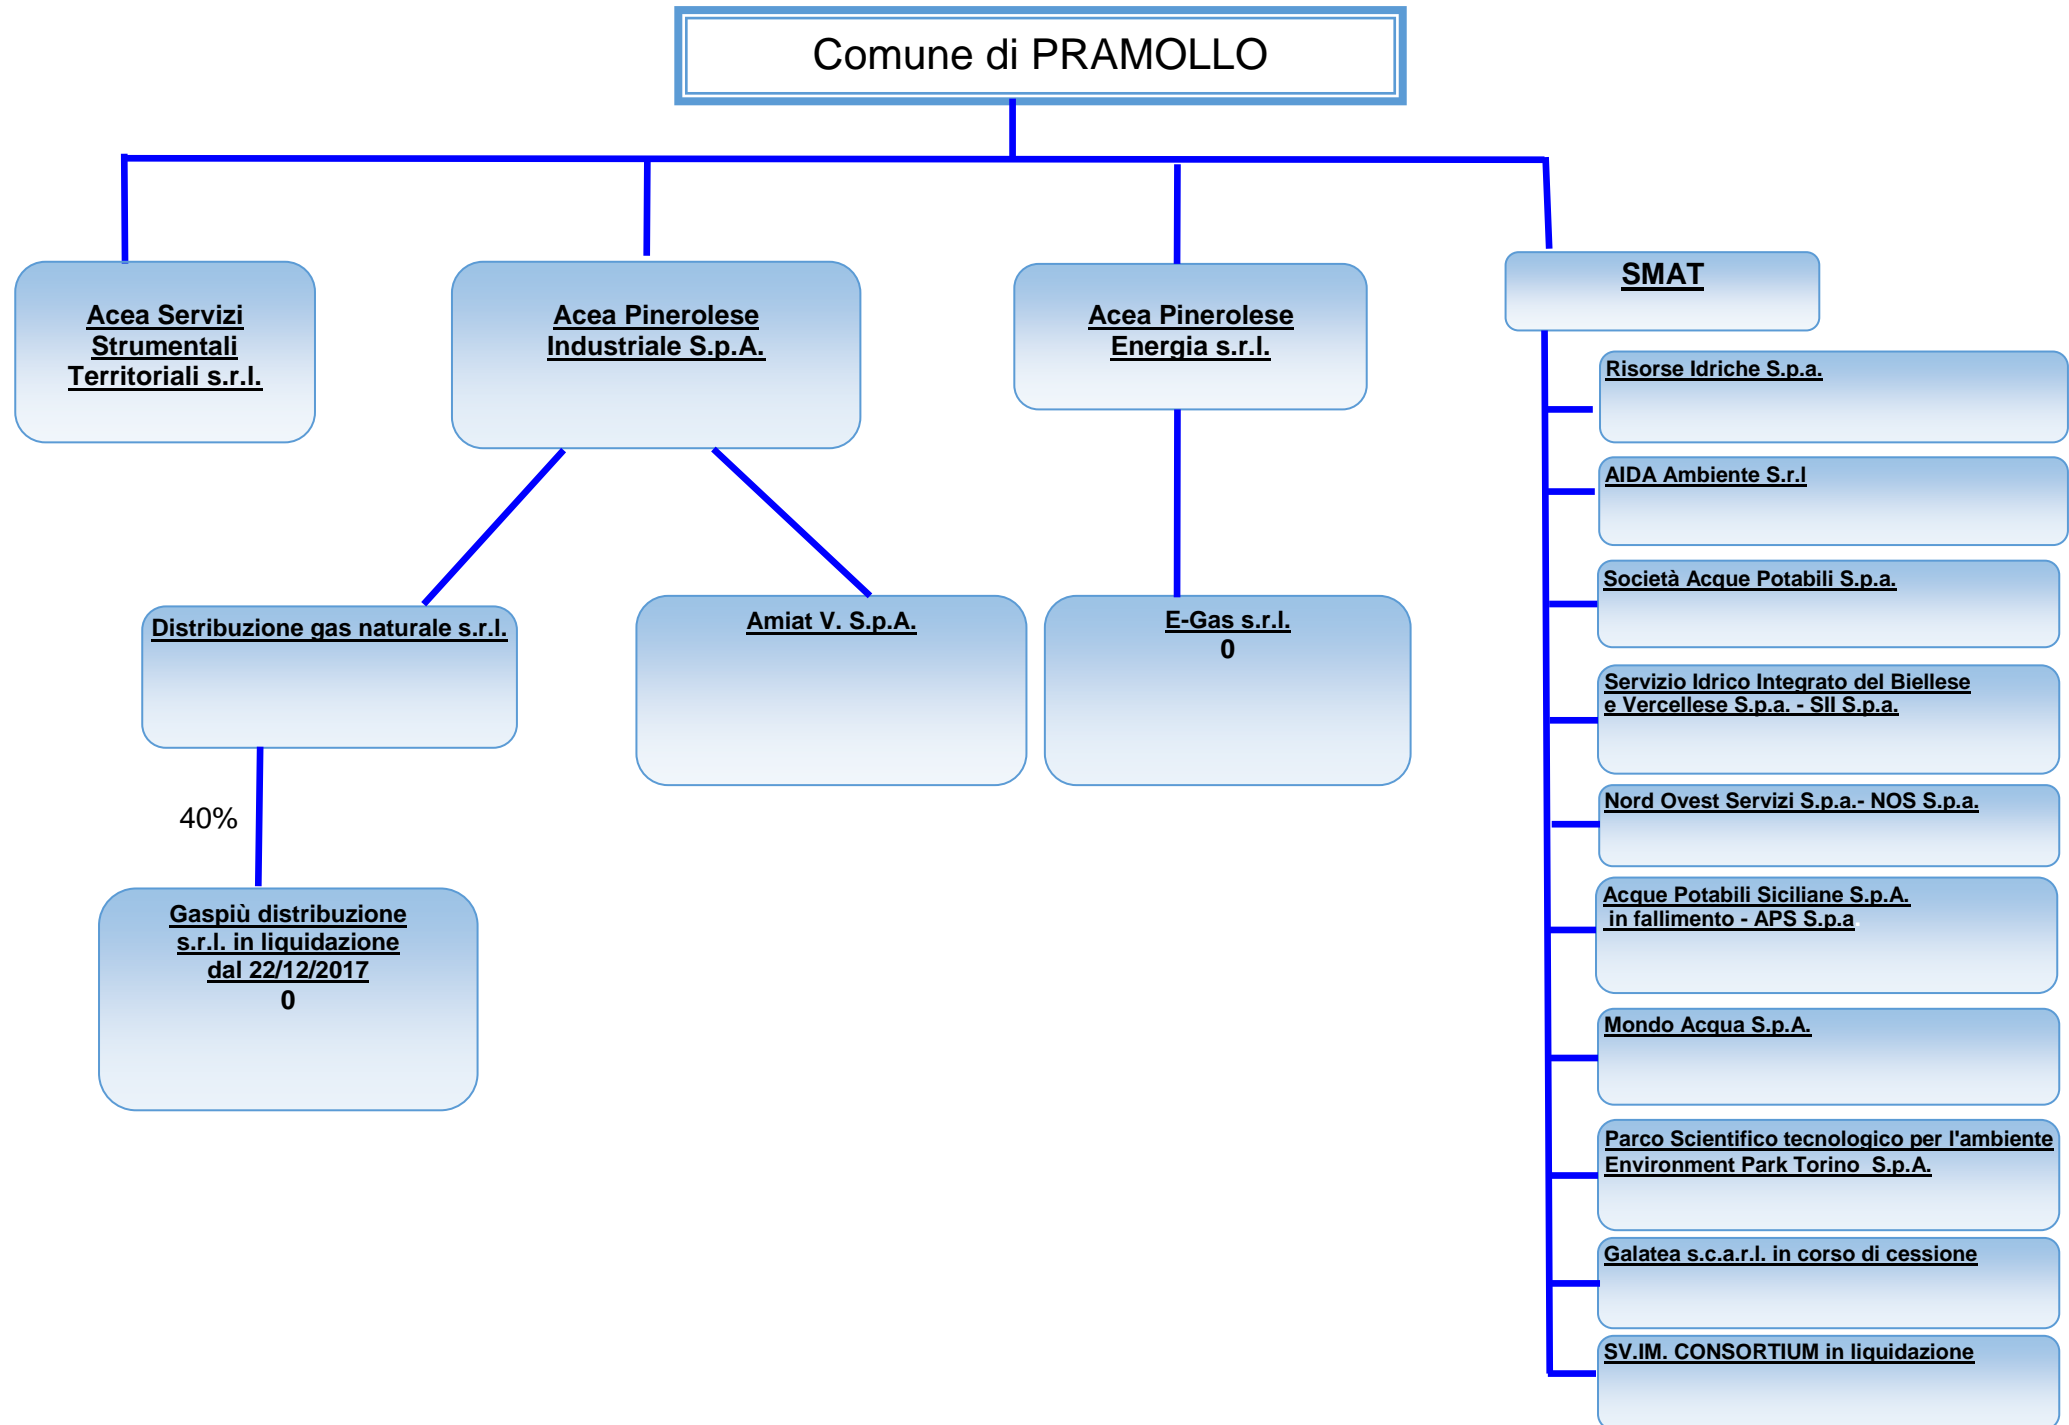 Comune di PRAMOLLO
Acea Servizi
Strumentali
Territoriali s.r.l.
Acea Pinerolese
Industriale S.p.A.
Acea Pinerolese
Energia s.r.l.
SMAT
Risorse Idriche S.p.a.
AIDA Ambiente S.r.l
Società Acque Potabili S.p.a.
Servizio Idrico Integrato del Biellese
e Vercellese S.p.a. - SII S.p.a.
Nord Ovest Servizi S.p.a.- NOS S.p.a.
Acque Potabili Siciliane S.p.A.
in fallimento - APS S.p.a.
Mondo Acqua S.p.A.
Parco Scientifico tecnologico per l'ambiente
Environment Park Torino  S.p.A.
Galatea s.c.a.r.l. in corso di cessione
SV.IM. CONSORTIUM in liquidazione
Distribuzione gas naturale s.r.l.
Amiat V. S.p.A.
E-Gas s.r.l.
0
40%
Gaspiù distribuzione
s.r.l. in liquidazione
dal 22/12/2017
0